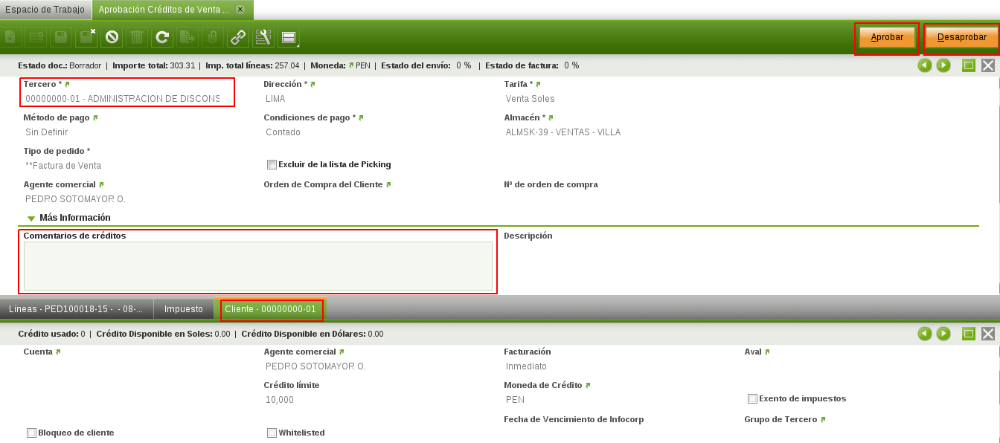 Espacio de Trabajo
Aprobación Créditos de Venta ... x
Aprobar
Desaprobar
Estado doc.: Borrador | Importe total: 303.31 | Imp. total líneas: 257.04 | Moneda: PEN | Estado del envío: 0 % | Estado de factura: 0 %
Tercero * Dirección * Tarifa *
00000000-01 - ADMINISTRACION DE DISCONS LIMA Venta Soles
Método de pago Condiciones de pago * Almacén *
Sin Definir Contado ALMSK-39 - VENTAS - VILLA
Tipo de pedido *
**Factura de Venta Excluir de la lista de Picking
Agente comercial Orden de Compra del Cliente Nº de orden de compra
PEDRO SOTOMAYOR O.
Más Información
Comentarios de créditos Descripción
Líneas - PED100018-15 - - 08-... Impuesto Cliente - 00000000-01
Crédito usado: 0 | Crédito Disponible en Soles: 0.00 | Crédito Disponible en Dólares: 0.00
Cuenta Agente comercial Facturación Aval
PEDRO SOTOMAYOR O. Inmediato
Crédito límite Moneda de Crédito
10,000 PEN Exento de impuestos
Fecha de Vencimiento de Infocorp Grupo de Tercero
Bloqueo de cliente Whitelisted